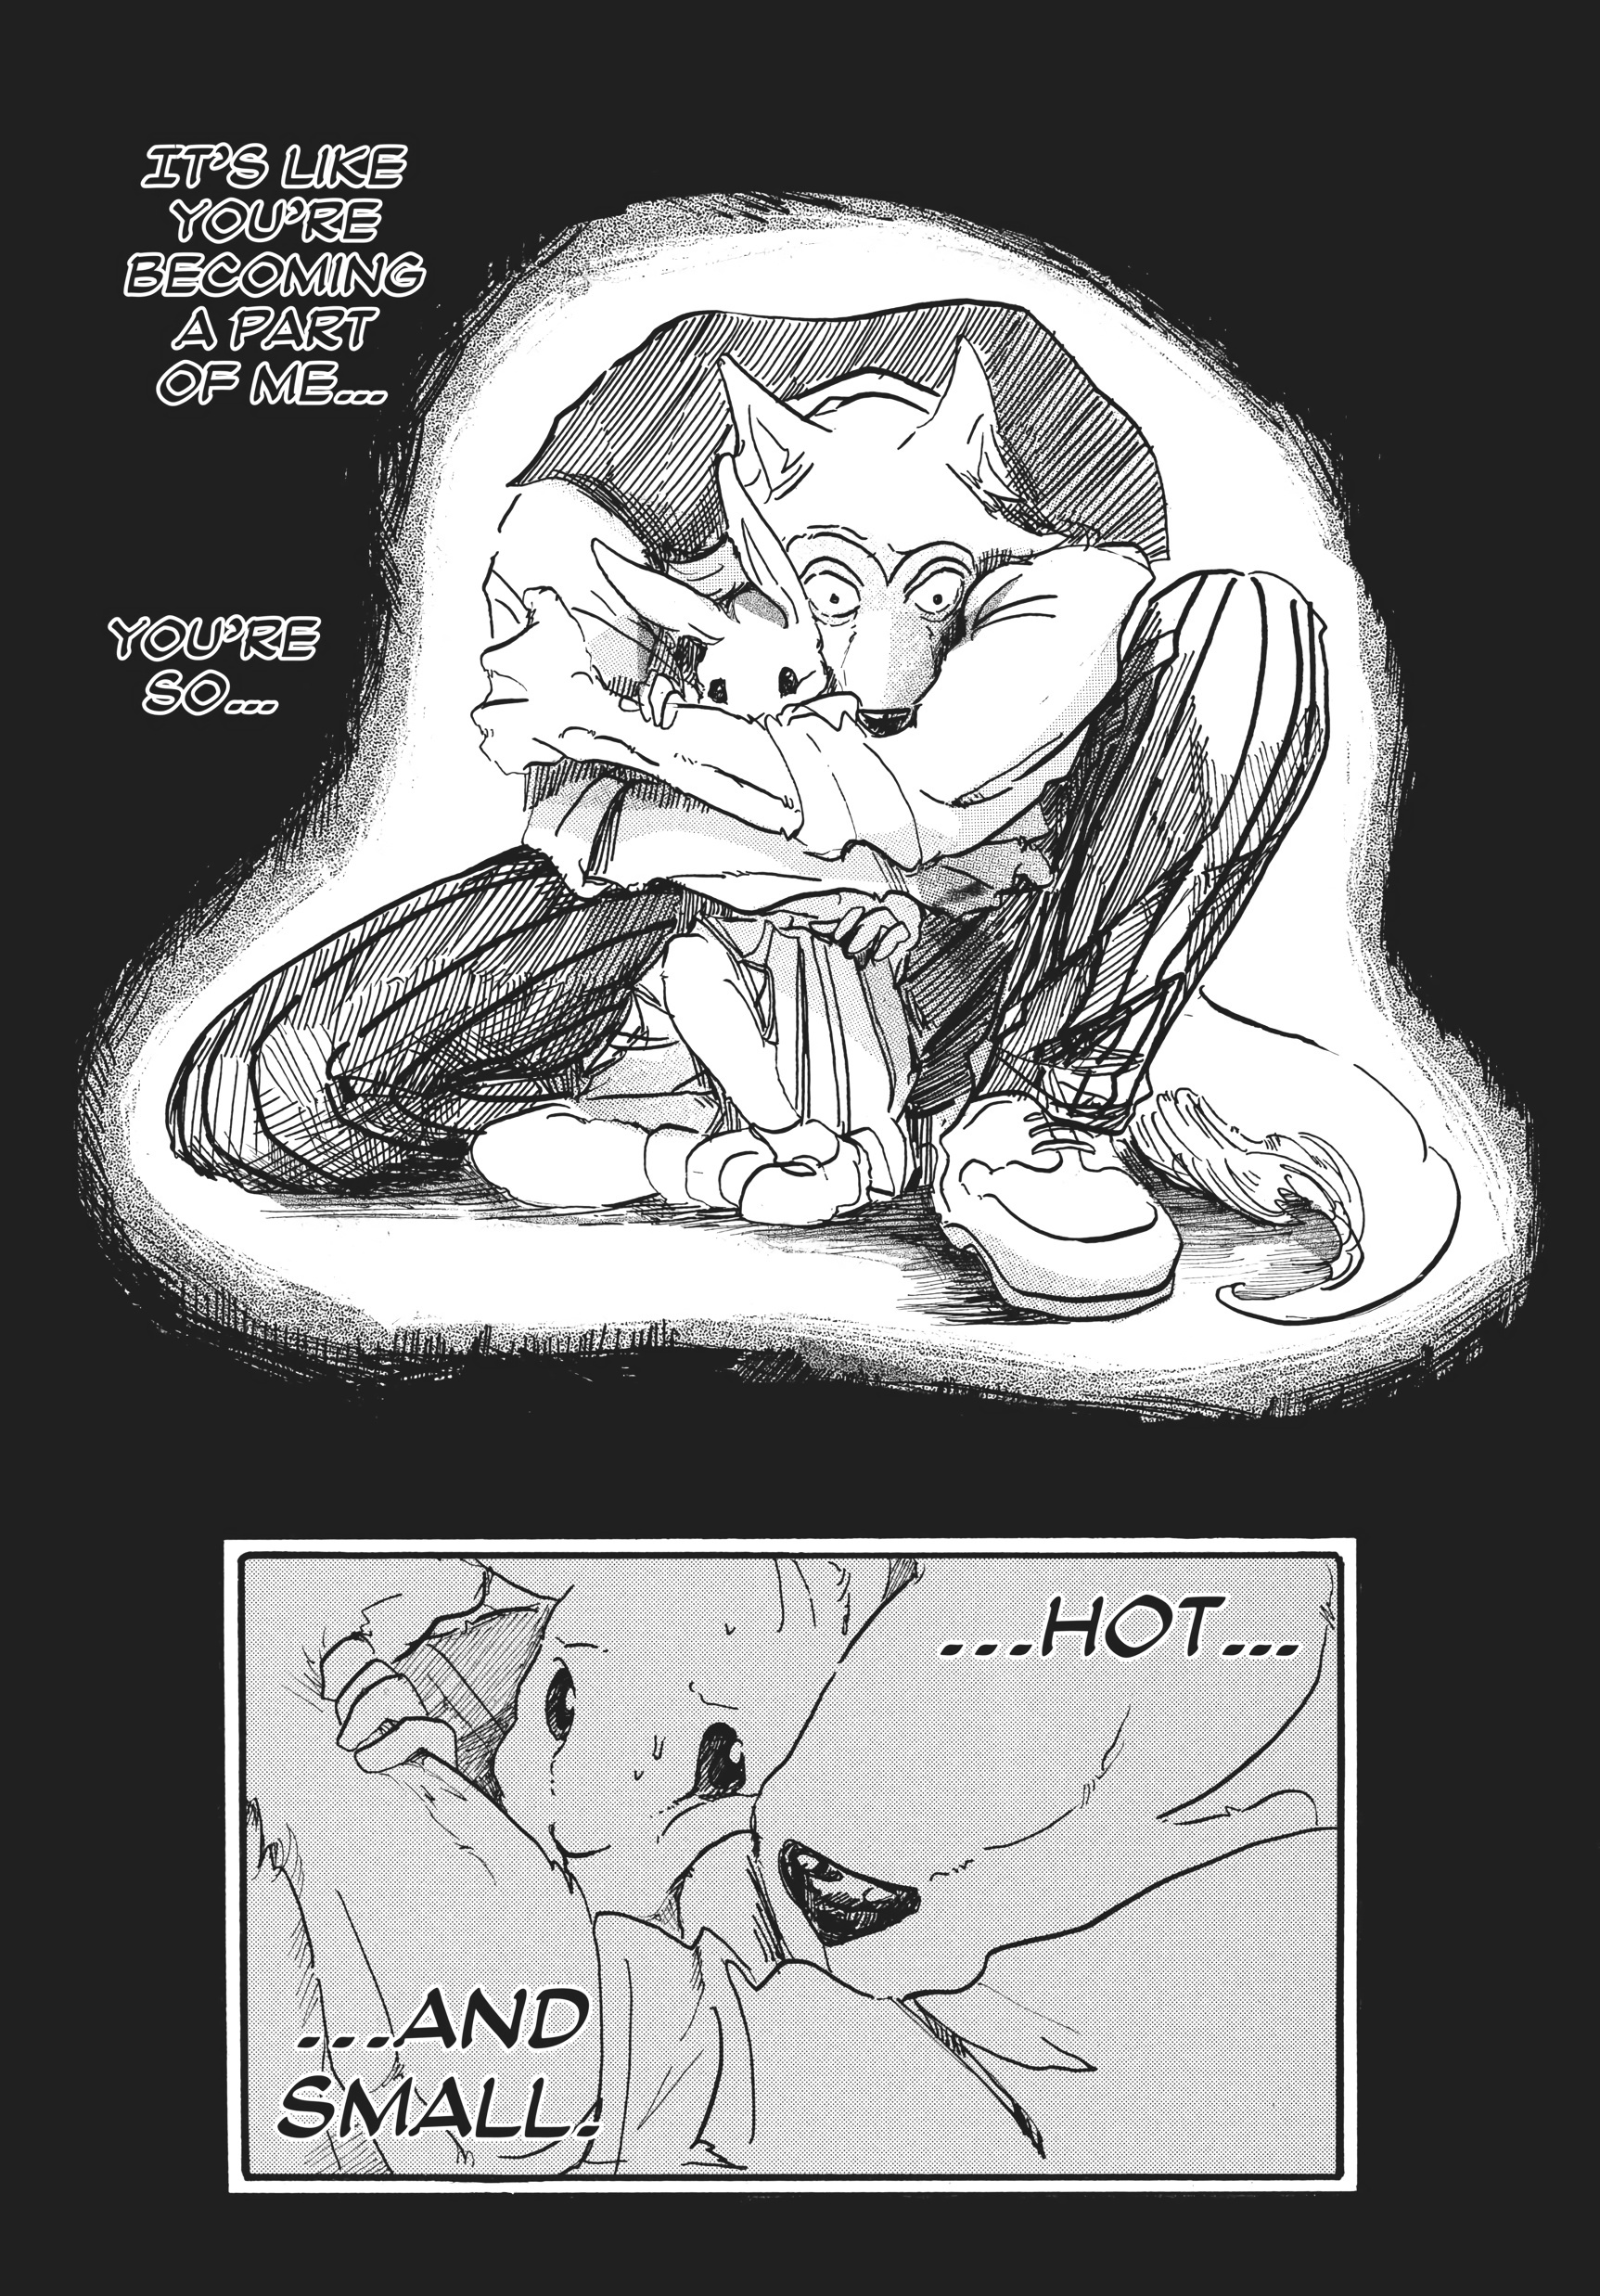 IT'S LIKE
YOU'RE
BECOMING
A PART
OF ME...
YOU'RE
SO...
...HOT...
...AND
SMALL.